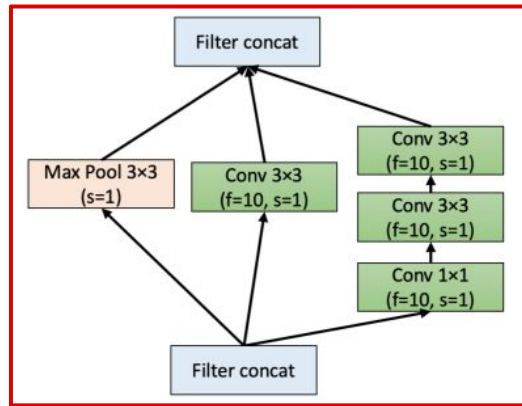 Filter concat
Max Pool 3×3
(s=1)
Conv 3×3
(f=10, s=1)
Conv 3×3
(f=10, s=1)
Conv 3×3
(f=10, s=1)
Conv 1×1
(f=10, s=1)
Filter concat